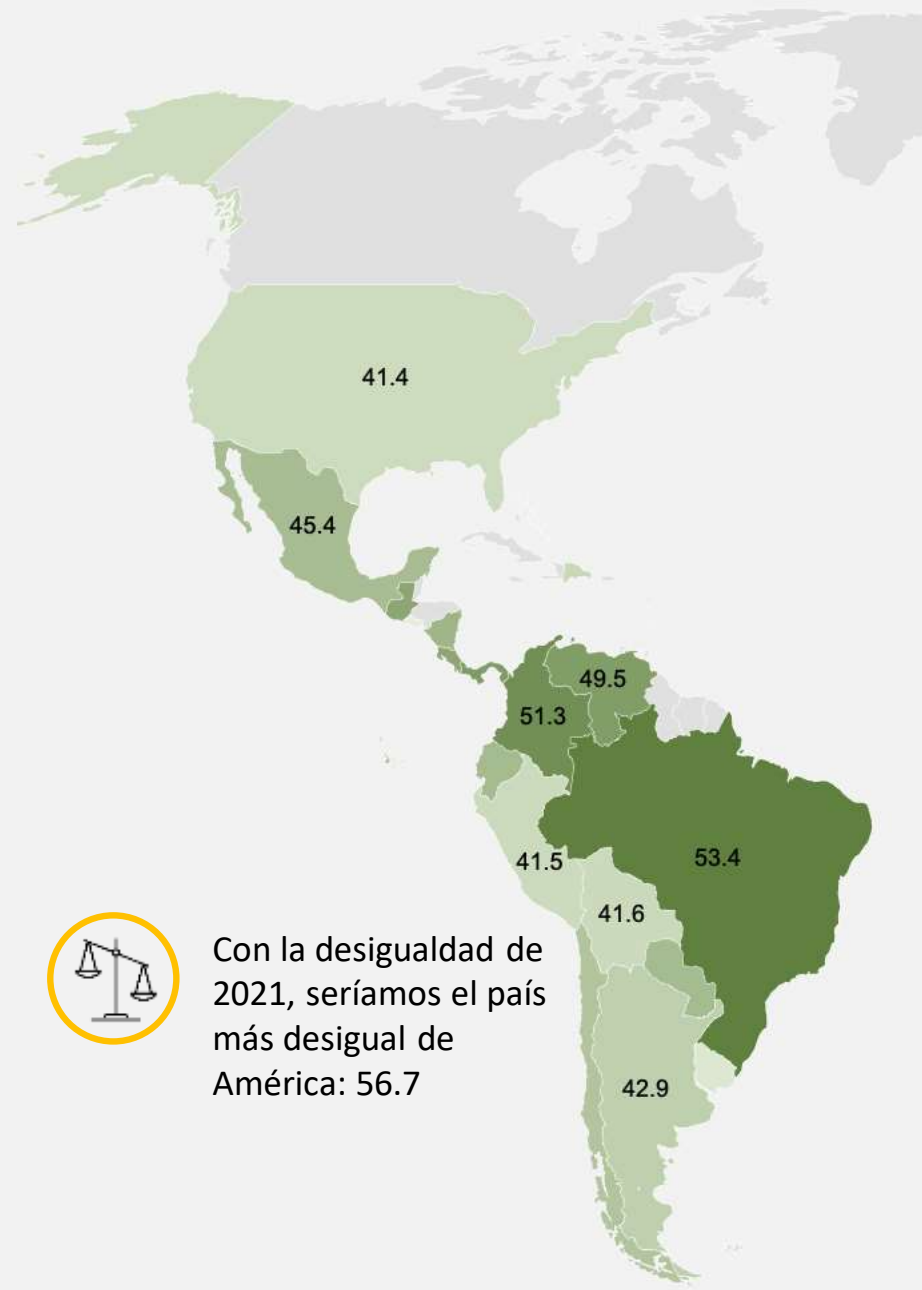 41.4
45.4
49.5
51.3
53.4
41.5
41.6
Con la desigualdad de
2021, seríamos el país
más desigual de
América: 56.7
42.9